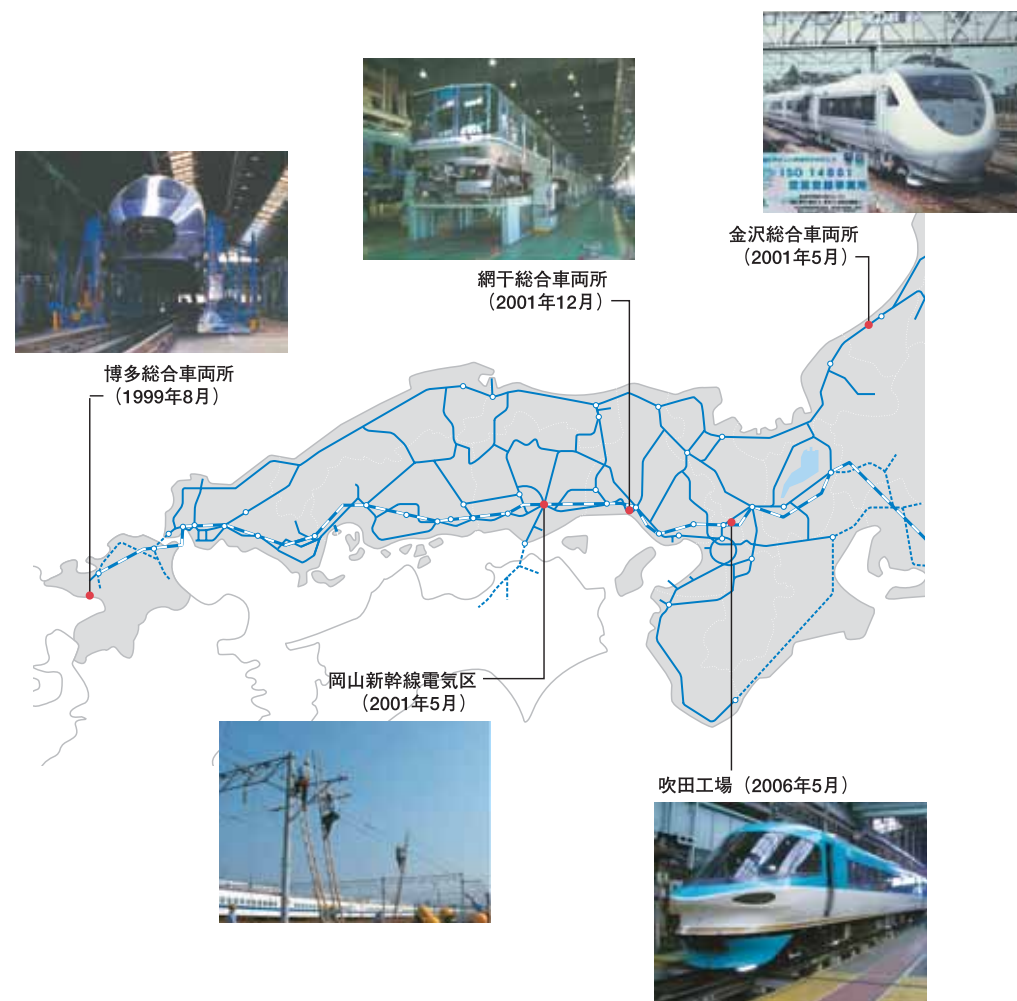 ISO 14001
金沢総合車両所
（2001年5月）
網干総合車両所
（2001年12月）
博多総合車両所
（1999年8月）
岡山新幹線電気区
（2001年5月）
吹田工場（2006年5月）